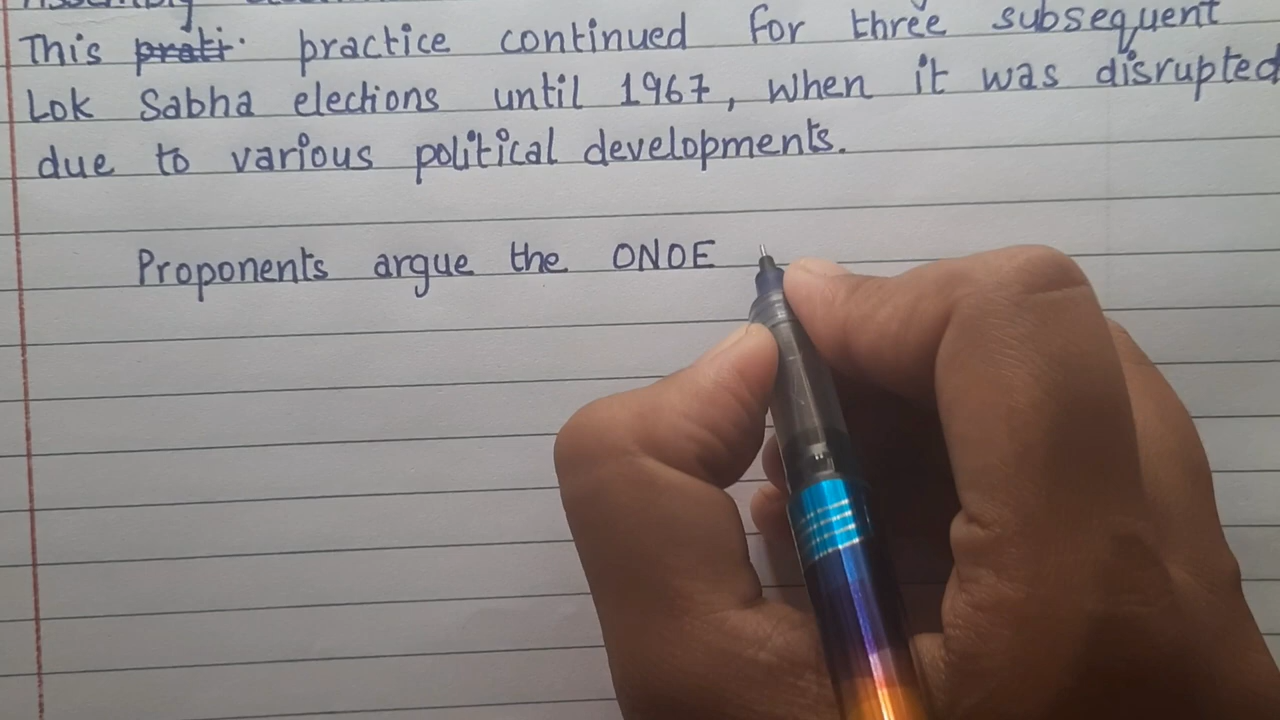 This prati. practice continued for three subsequent
Lok Sabha elections until 1967, when it was disrupted
due to various political developments.
Proponents argue the ONOE